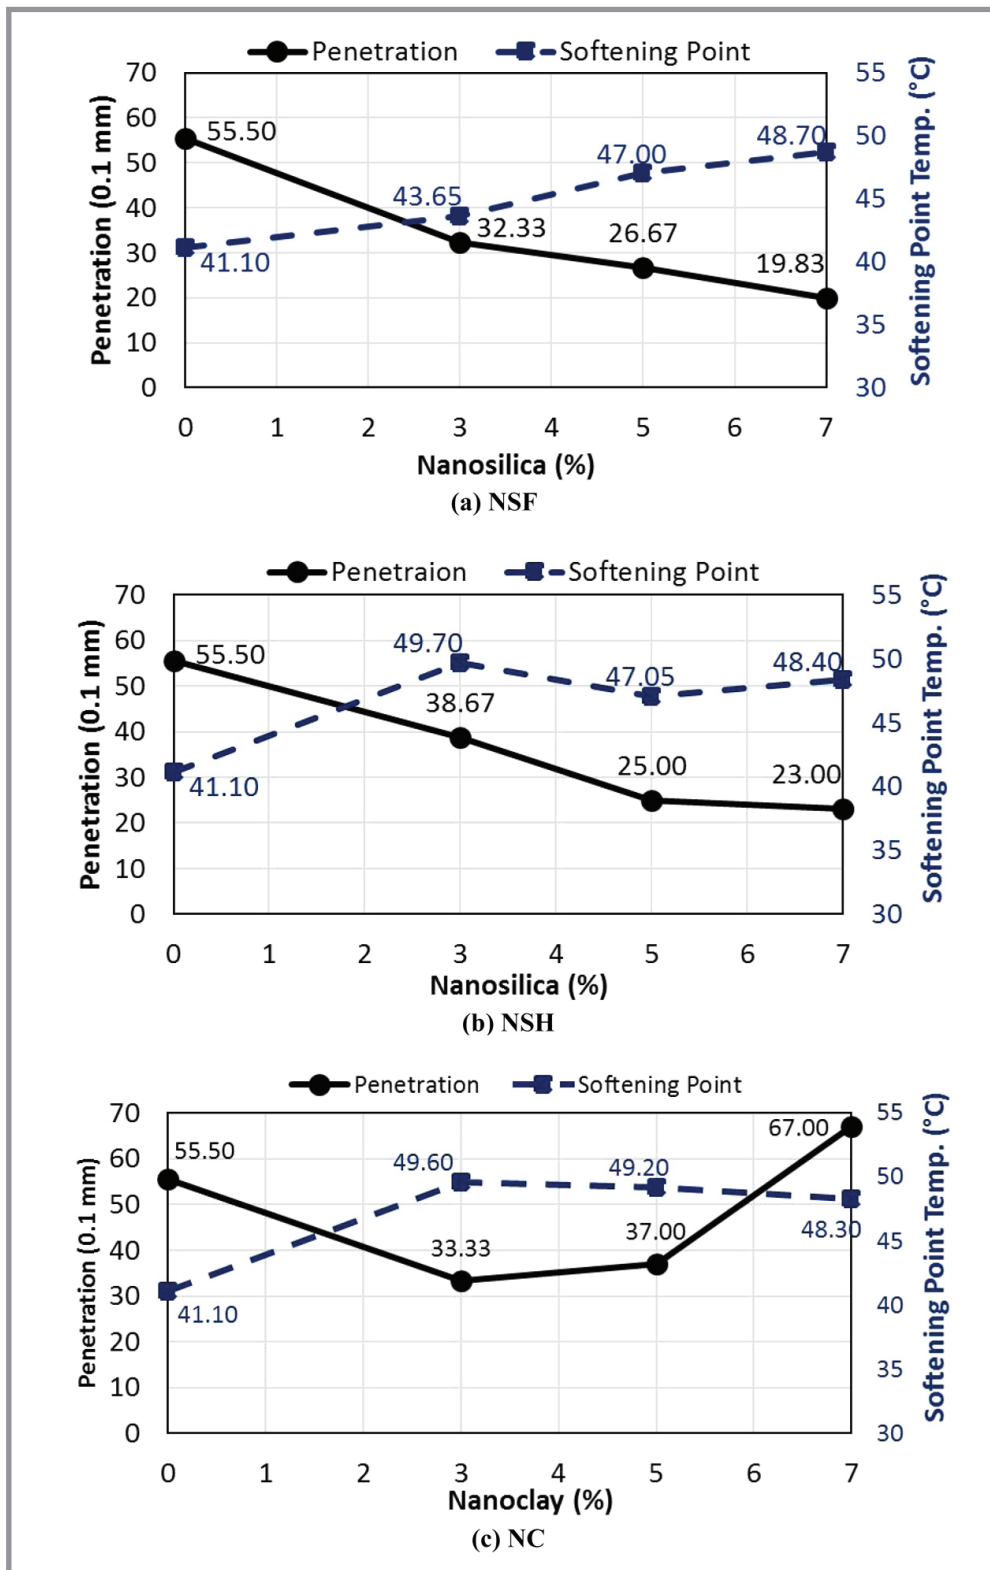 Penetration Softening Point
70 55
60 50
50 45
40 40
30 35
20 30
10
0
Penetration (0.1 mm)
Softening Point Temp. (°C)
55.50 32.33 26.67 19.83
41.10 43.65 47.00 48.70
0 1 2 3 4 5 6 7
Nanosilica (%)
(a) NSF
Penetraion Softening Point
70 55
60 50
50 45
40 40
30 35
20 30
10
0
Penetration (0.1 mm)
Softening Point Temp. (°C)
55.50 38.67 25.00 23.00
41.10 49.70 47.05 48.40
0 1 2 3 4 5 6 7
Nanosilica (%)
(b) NSH
Penetration Softening Point
70 55
60 50
50 45
40 40
30 35
20 30
10
0
Penetration (0.1 mm)
Softening Point Temp. (°C)
55.50 33.33 37.00 67.00
41.10 49.60 49.20 48.30
0 1 2 3 4 5 6 7
Nanoclay (%)
(c) NC